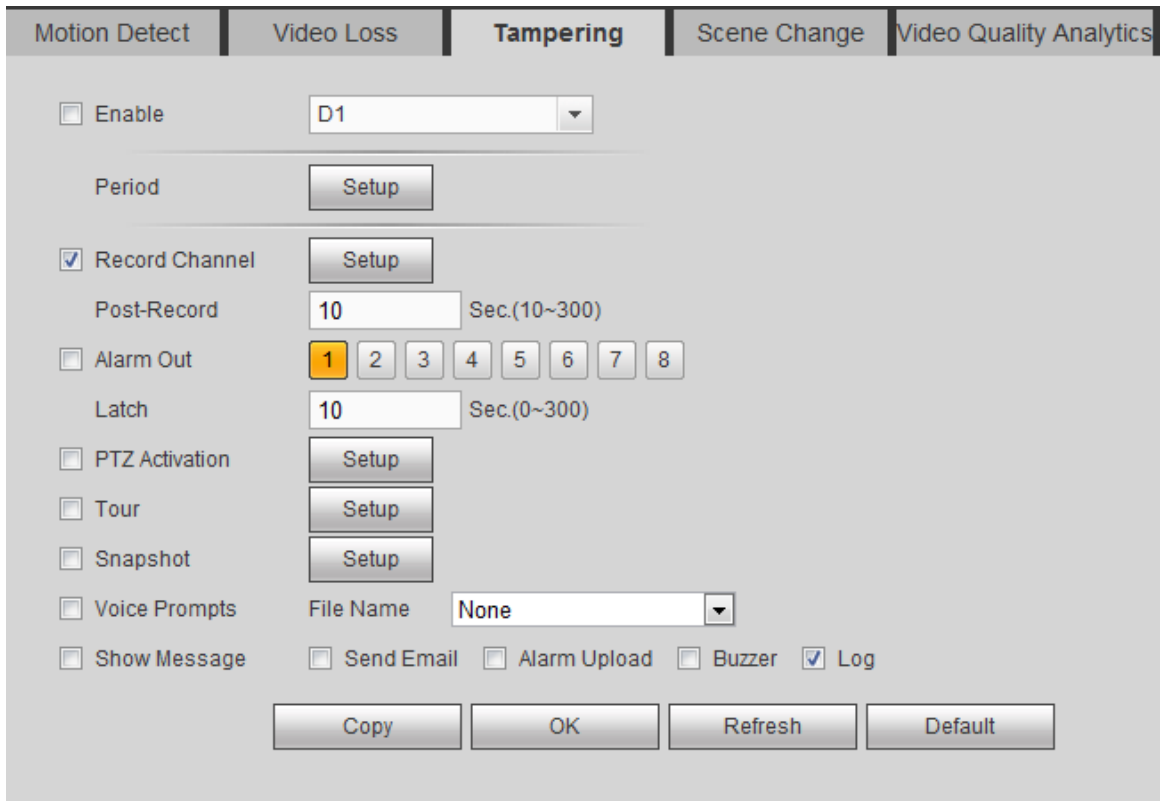 Motion Detect Video Loss Tampering Scene Change Video Quality Analytics
Enable D1
Period Setup
Record Channel Setup
Post-Record 10 Sec.(10~300)
Alarm Out 1 2 3 4 5 6 7 8
Latch 10 Sec.(0~300)
PTZ Activation Setup
Tour Setup
Snapshot Setup
Voice Prompts File Name None
Show Message Send Email Alarm Upload Buzzer Log
Copy OK Refresh Default